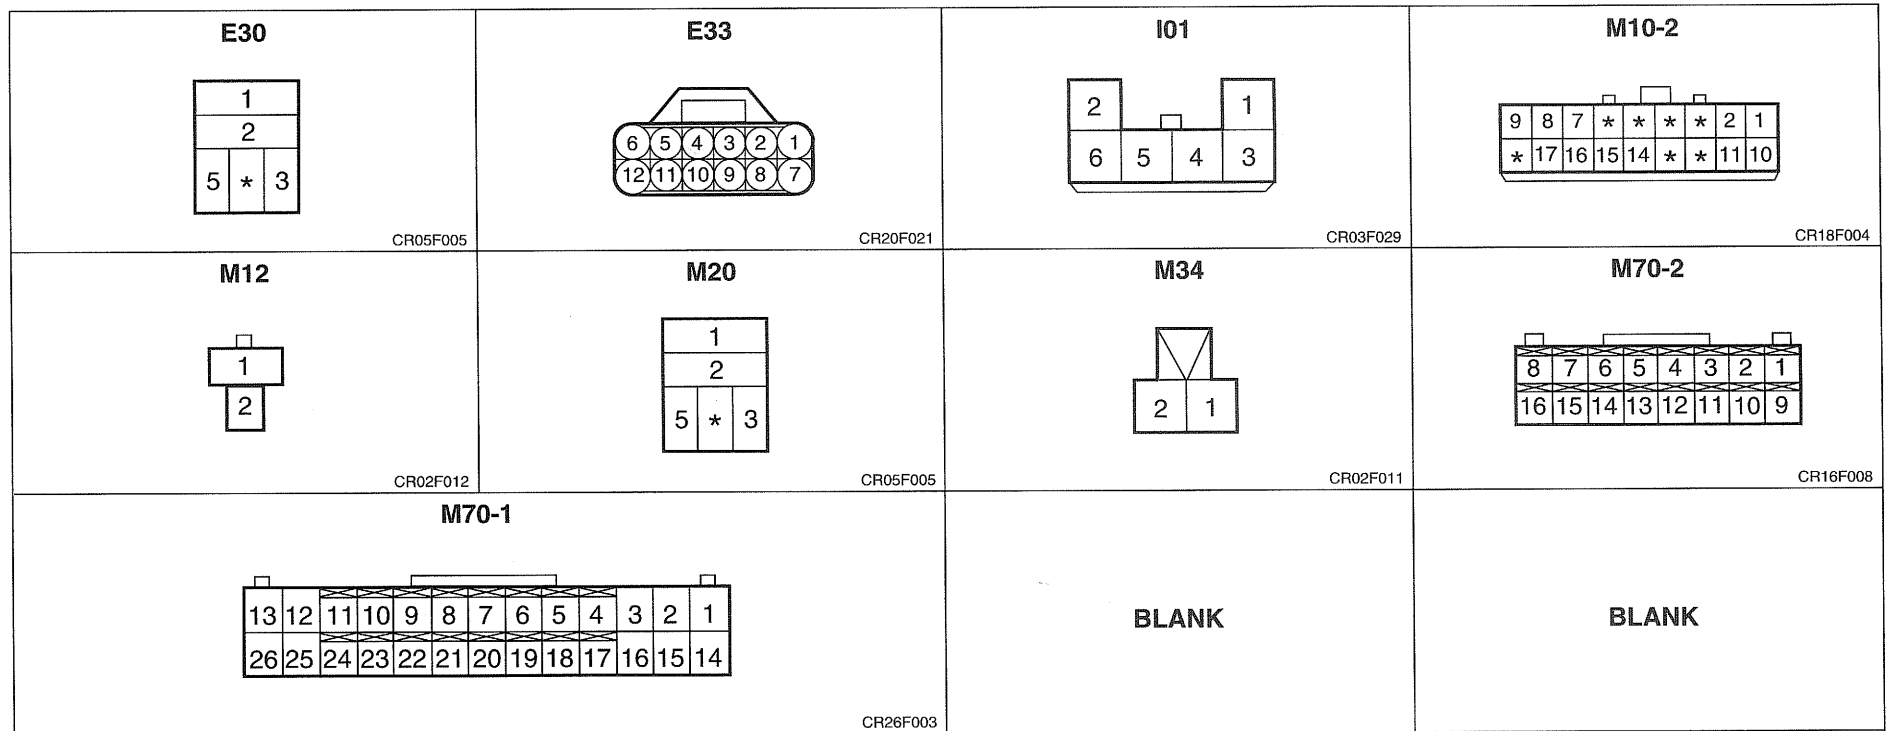 E30
1
2
5 * 3
CR05F005
E33
6 5 4 3 2 1
12 11 10 9 8 7
CR20F021
I01
2 1
6 5 4 3
CR03F029
M10-2
9 8 7 * * * * 2 1
* 17 16 15 14 * * 11 10
CR18F004
M12
1
2
CR02F012
M20
1
2
5 * 3
CR05F005
M34
2 1
CR02F011
M70-2
8 7 6 5 4 3 2 1
16 15 14 13 12 11 10 9
CR16F008
M70-1
13 12 11 10 9 8 7 6 5 4 3 2 1
26 25 24 23 22 21 20 19 18 17 16 15 14
CR26F003
BLANK
BLANK